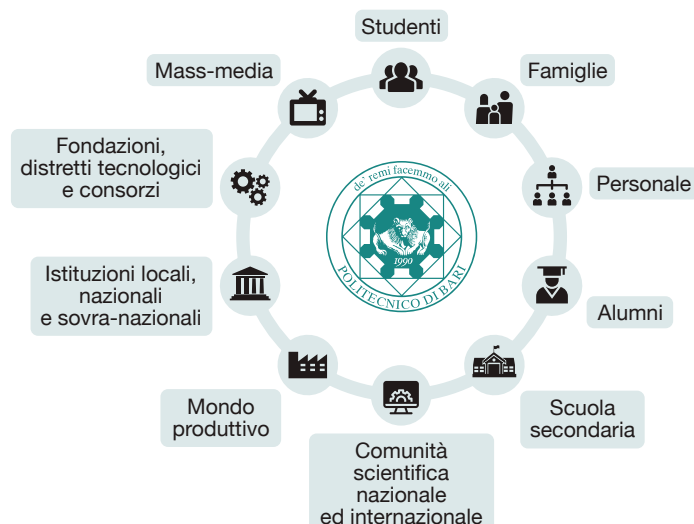 Studenti
Mass-media
Famiglie
Fondazioni,
distretti tecnologici
e consorzi
de' remi facemmo ali
1990
POLITECNICO DI BARI
Personale
Istituzioni locali,
nazionali
e sovra-nazionali
Alumni
Mondo
produttivo
Scuola
secondaria
Comunità
scientifica
nazionale
ed internazionale